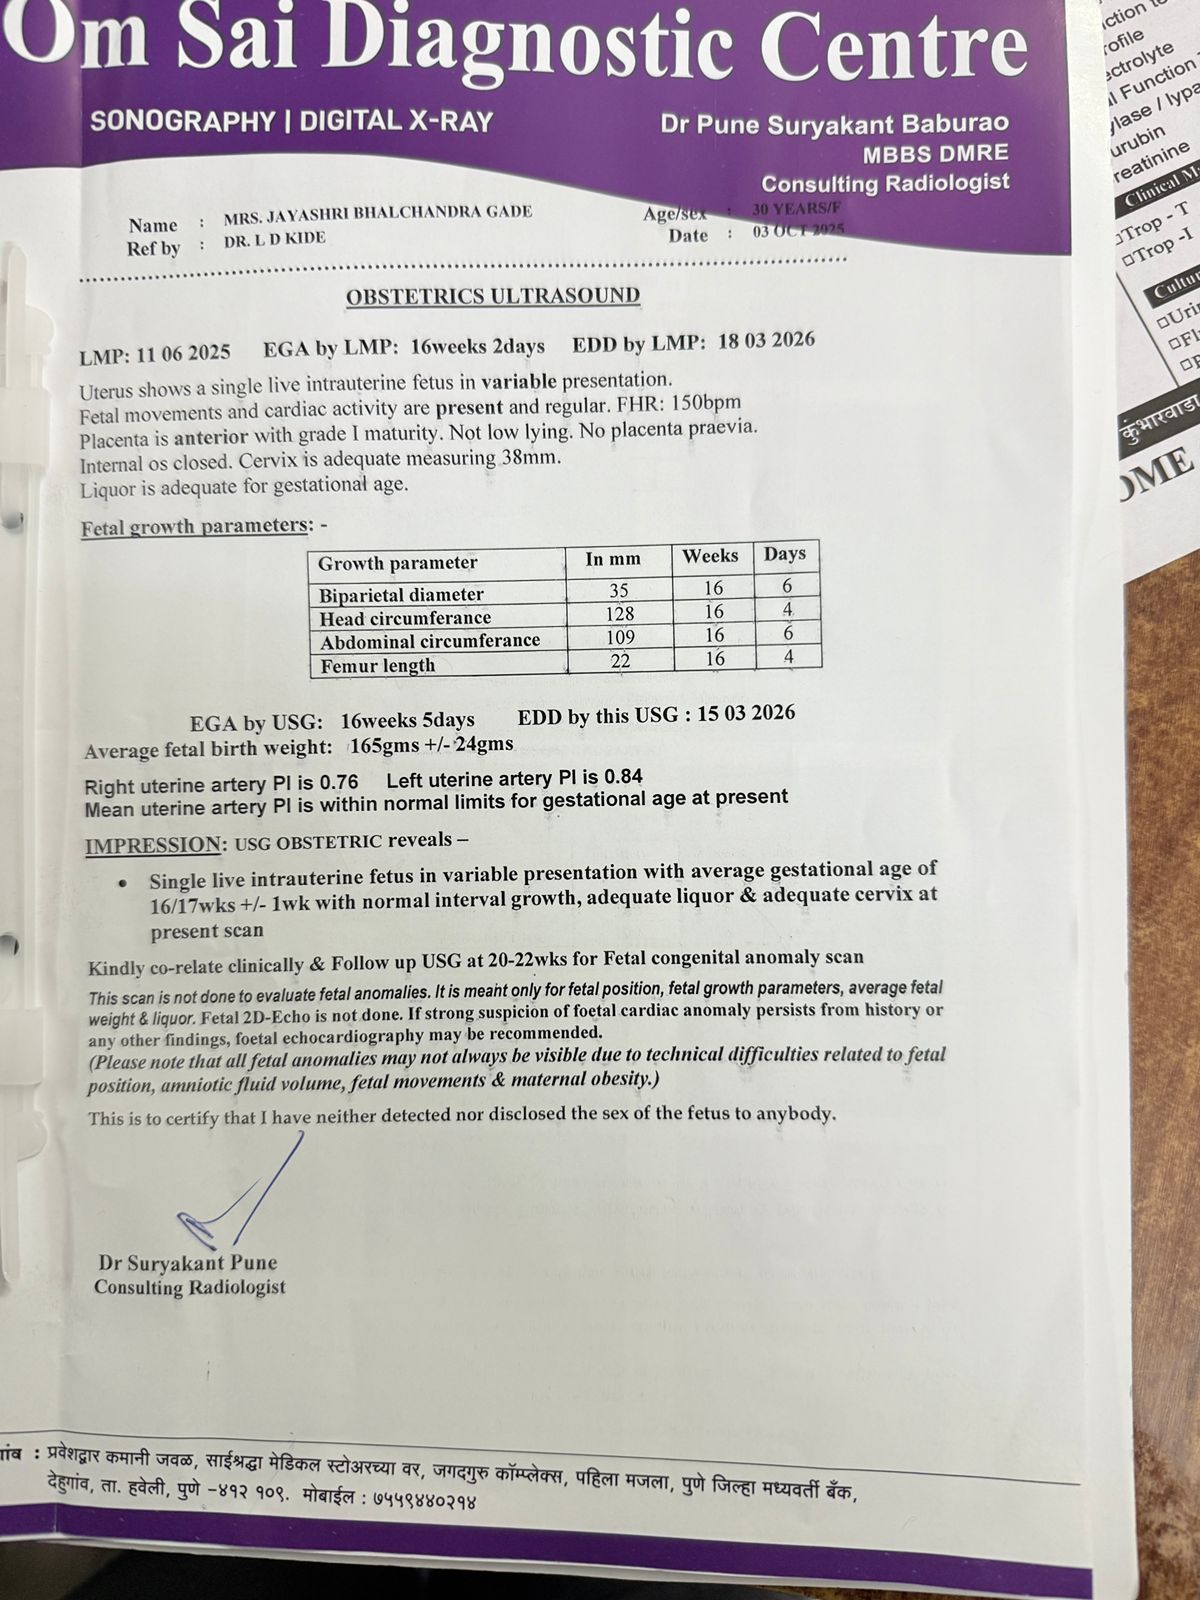 Om Sai Diagnostic Centre
SONOGRAPHY | DIGITAL X-RAY
Dr Pune Suryakant Baburao
MBBS DMRE
Consulting Radiologist
Name : MRS. JAYASHRI BHALCHANDRA GADE Age/sex : 30 YEARS/F
Ref by : DR. L D KIDE Date : 03 OCT 2025
OBSTETRICS ULTRASOUND
LMP: 11 06 2025 EGA by LMP: 16weeks 2days EDD by LMP: 18 03 2026
Uterus shows a single live intrauterine fetus in variable presentation.
Fetal movements and cardiac activity are present and regular. FHR: 150bpm
Placenta is anterior with grade I maturity. Not low lying. No placenta praevia.
Internal os closed. Cervix is adequate measuring 38mm.
Liquor is adequate for gestational age.
Fetal growth parameters: -
Growth parameter In mm Weeks Days
Biparietal diameter 35 16 6
Head circumferance 128 16 4
Abdominal circumferance 109 16 6
Femur length 22 16 4
EGA by USG: 16weeks 5days EDD by this USG : 15 03 2026
Average fetal birth weight: 165gms +/- 24gms
Right uterine artery PI is 0.76 Left uterine artery PI is 0.84
Mean uterine artery PI is within normal limits for gestational age at present
IMPRESSION: USG OBSTETRIC reveals –
• Single live intrauterine fetus in variable presentation with average gestational age of
16/17wks +/- 1wk with normal interval growth, adequate liquor & adequate cervix at
present scan
Kindly co-relate clinically & Follow up USG at 20-22wks for Fetal congenital anomaly scan
This scan is not done to evaluate fetal anomalies. It is meant only for fetal position, fetal growth parameters, average fetal
weight & liquor. Fetal 2D-Echo is not done. If strong suspicion of foetal cardiac anomaly persists from history or
any other findings, foetal echocardiography may be recommended.
(Please note that all fetal anomalies may not always be visible due to technical difficulties related to fetal
position, amniotic fluid volume, fetal movements & maternal obesity.)
This is to certify that I have neither detected nor disclosed the sex of the fetus to anybody.
Dr Suryakant Pune
Consulting Radiologist
: प्रवेशद्वार कमानी जवळ, साईश्रद्धा मेडिकल स्टोअरच्या वर, जगदगुरु कॉम्प्लेक्स, पहिला मजला, पुणे जिल्हा मध्यवर्ती बँक,
देहुगांव, ता. हवेली, पुणे -४१२ १०९. मोबाईल : ७५५९४४०२१४
rofile
Function
Clinical
Trop - T
Trop -I
कुंभारवाडा